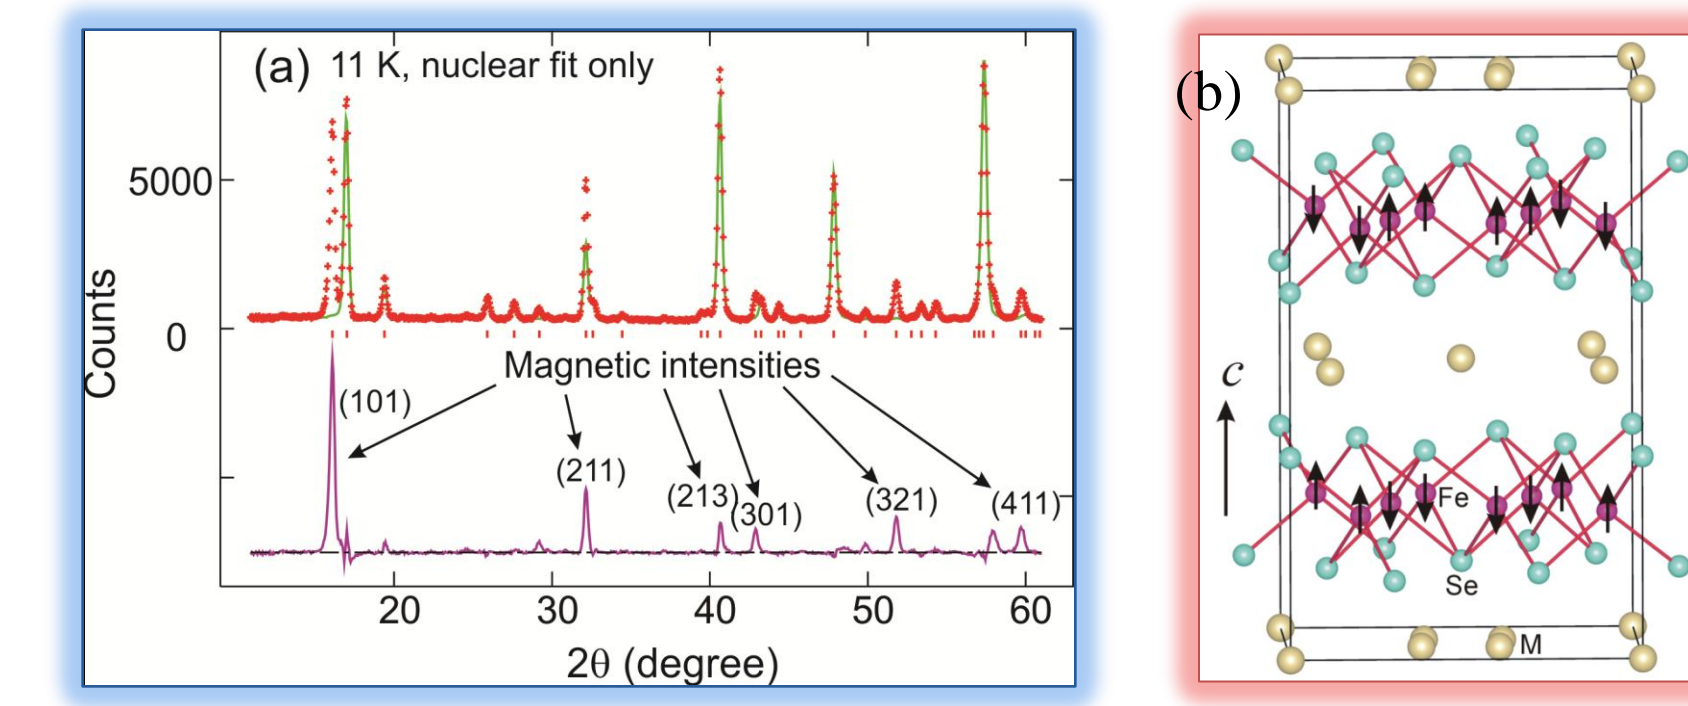 (a) 11 K, nuclear fit only
5000
0
Counts
Magnetic intensities
(101)
(211)
(213)
(301)
(321)
(411)
20 30 40 50 60
2θ (degree)
(b)
c
Fe
Se
M